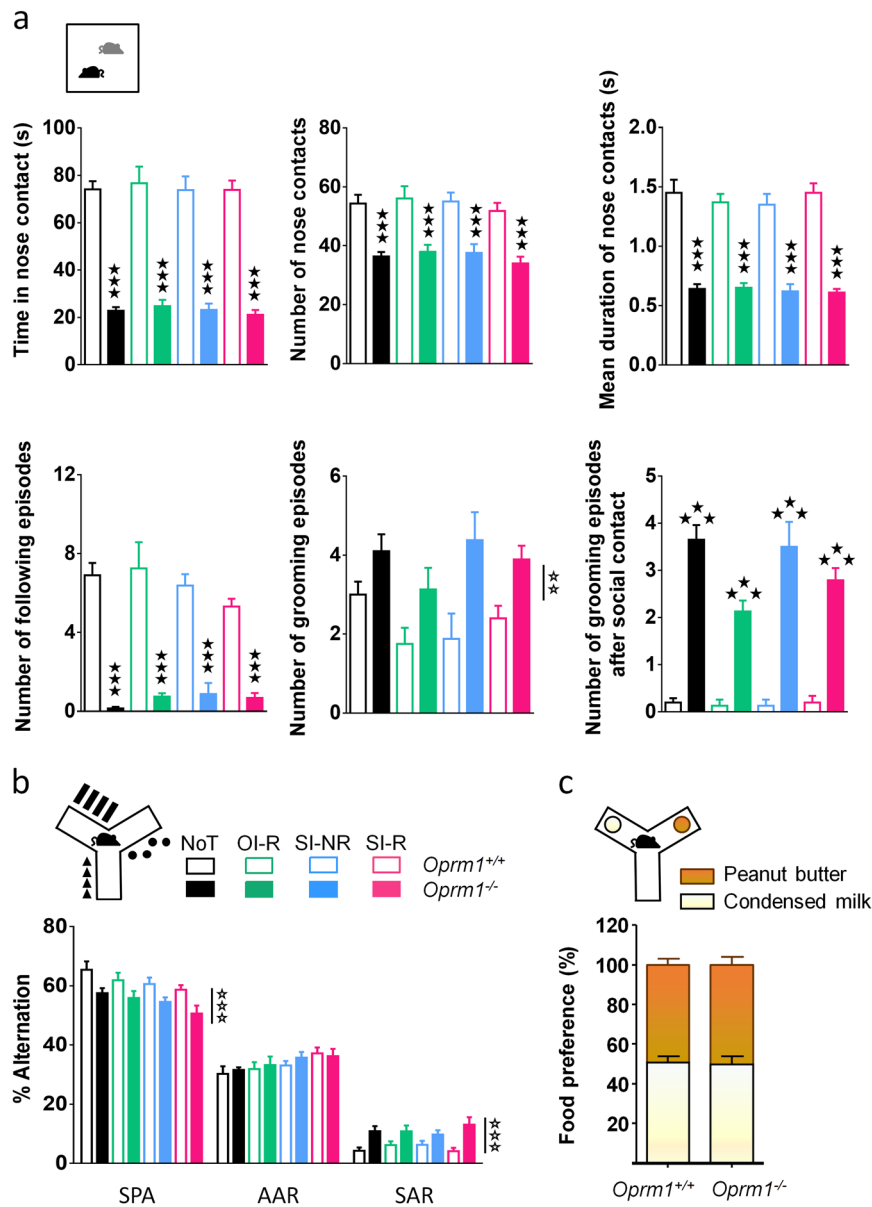 a
Time in nose contact (s)
100
80
60
40
20
0
Number of nose contacts
80
60
40
20
0
Mean duration of nose contacts (s)
2.0
1.5
1.0
0.5
0.0
Number of following episodes
12
9
6
3
0
Number of grooming episodes
6
4
2
0
Number of grooming episodes
after social contact
5
4
3
2
1
0
b
NoT OI-R SI-NR SI-R
Oprm1+/+
Oprm1-/-
% Alternation
80
60
40
20
0
SPA AAR SAR
c
Peanut butter
Condensed milk
Food preference (%)
120
100
80
60
40
20
Oprm1+/+ Oprm1-/-